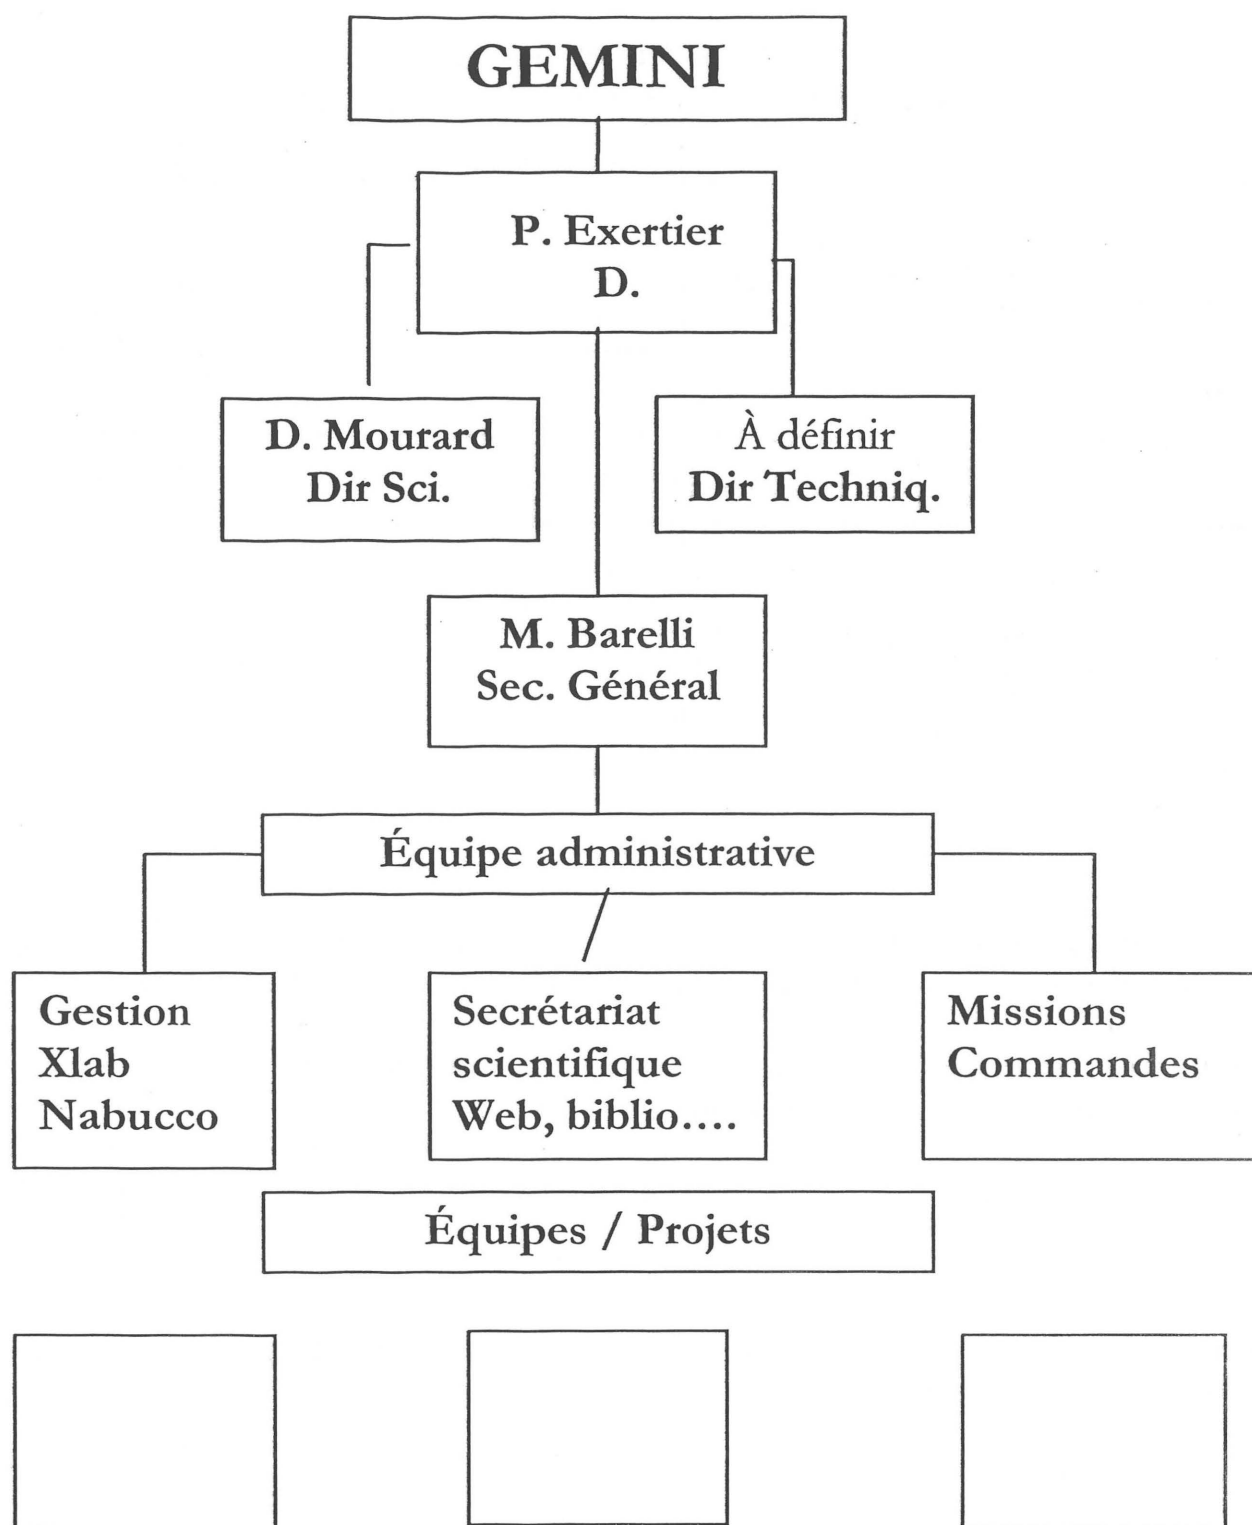 GEMINI
P. Exertier
D.
D. Mourard
Dir Sci.
À définir
Dir Techniq.
M. Barelli
Sec. Général
Équipe administrative
Gestion
Xlab
Nabucco
Secrétariat
scientifique
Web, biblio….
Missions
Commandes
Équipes / Projets